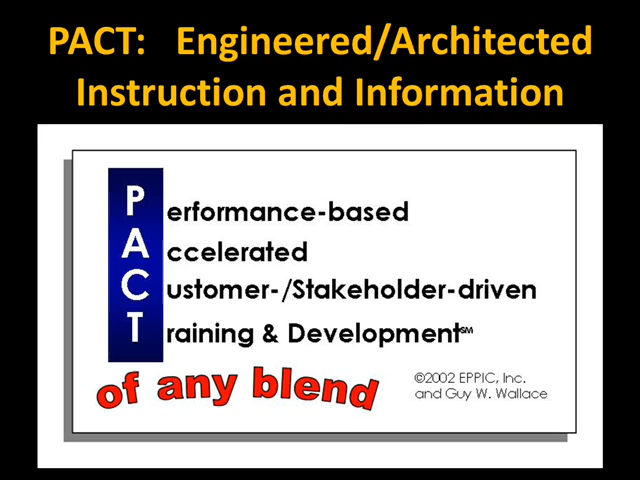 PACT: Engineered/Architected
Instruction and Information
Performance-based
Accelerated
Customer-/Stakeholder-driven
Training & Development℠
of any blend
©2002 EPPIC, Inc.
and Guy W. Wallace